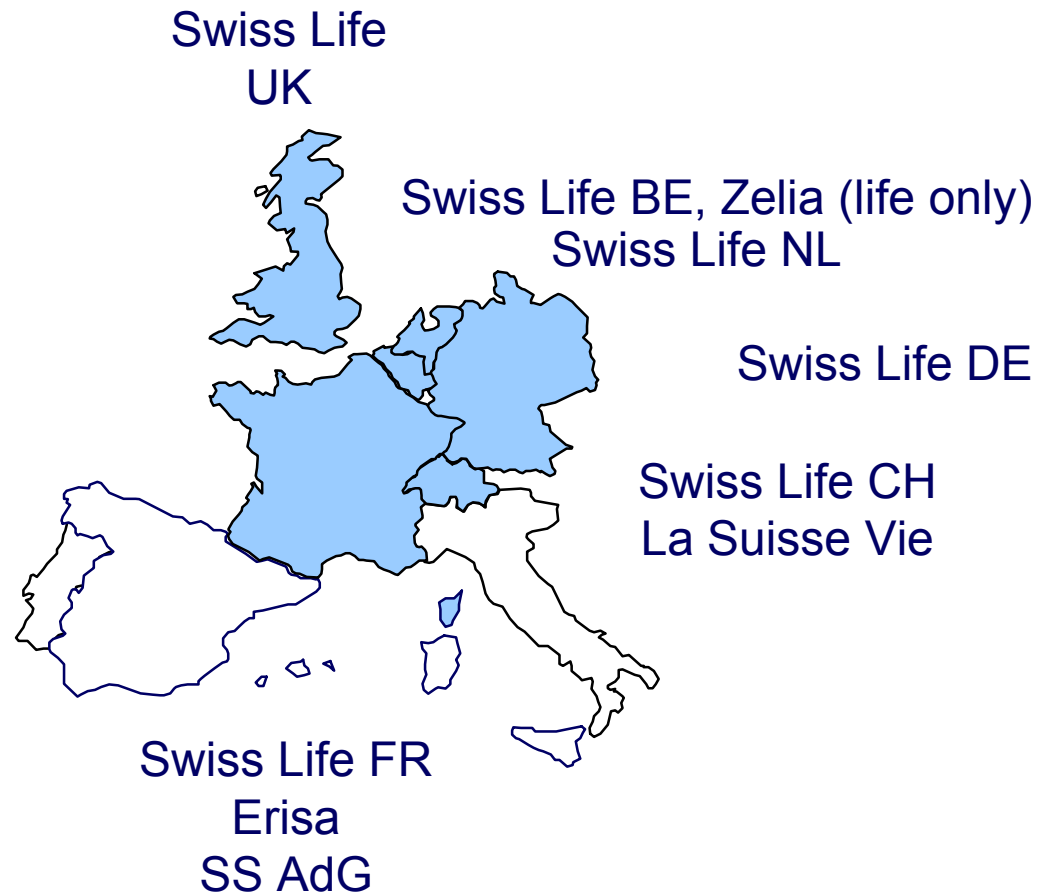 Swiss Life
UK
Swiss Life BE, Zelia (life only)
Swiss Life NL
Swiss Life DE
Swiss Life CH
La Suisse Vie
Swiss Life FR
Erisa
SS AdG